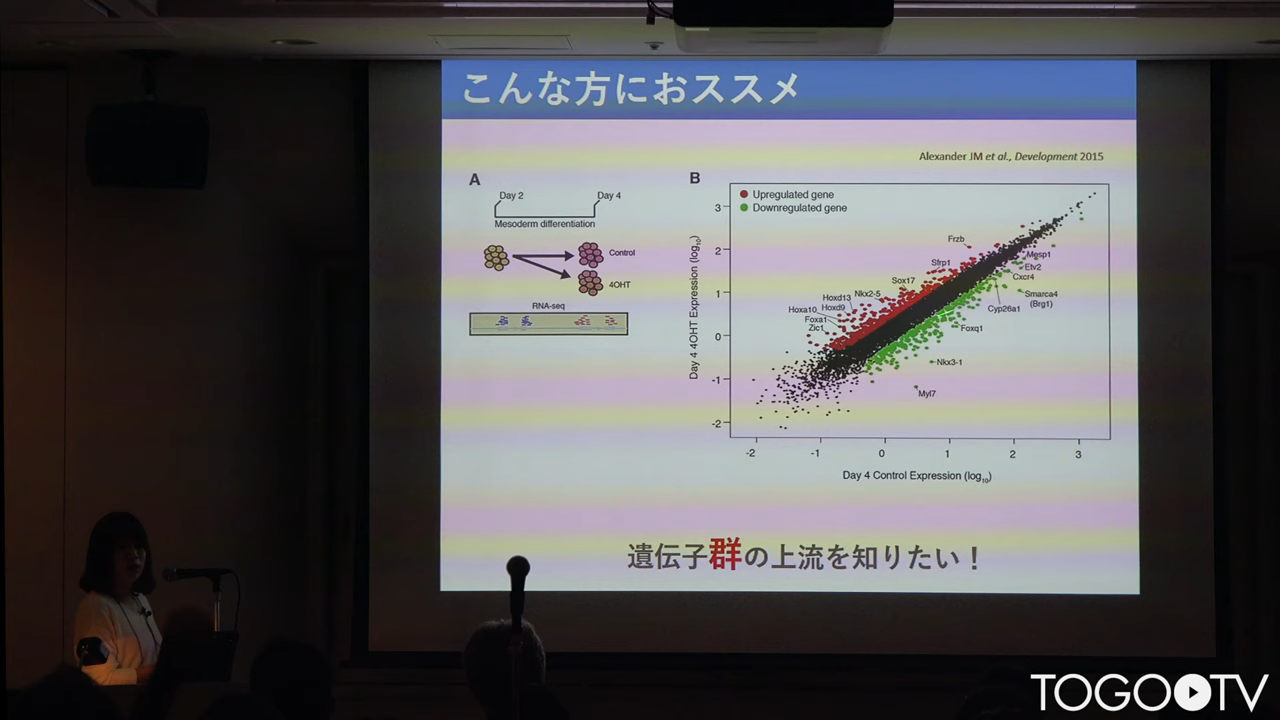 こんな方におススメ
Alexander JM et al., Development 2015
A
Day 2 Day 4
Mesoderm differentiation
Control
4OHT
RNA-seq
B
Upregulated gene
Downregulated gene
Day 4 4OHT Expression (log10)
3
2
1
0
-1
-2
Frzb
Sfrp1
Sox17
Nkx2-5
Hoxd13
Hoxd9
Hoxa10
Foxa1
Zic1
Mesp1
Etv2
Cxcr4
Smarca4
(Brg1)
Cyp26a1
Foxq1
Nkx3-1
Myl7
-2 -1 0 1 2 3
Day 4 Control Expression (log10)
遺伝子群の上流を知りたい！
TOGO TV